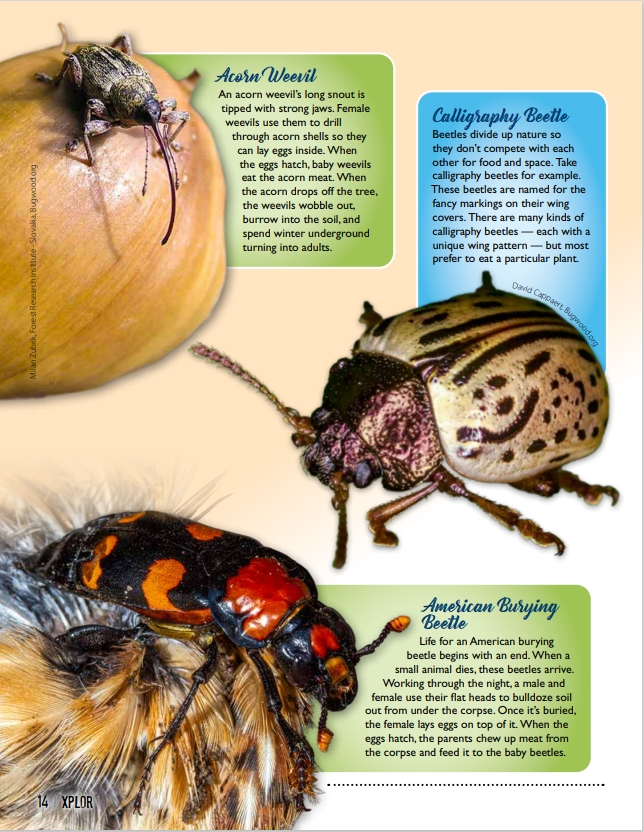 Acorn Weevil
An acorn weevil's long snout is
tipped with strong jaws. Female
weevils use them to drill
through acorn shells so they
can lay eggs inside. When
the eggs hatch, baby weevils
eat the acorn meat. When
the acorn drops off the tree,
the weevils wobble out,
burrow into the soil, and
spend winter underground
turning into adults.
Milan Zubrik, Forest Research Institute - Slovakia, Bugwood.org
Calligraphy Beetle
Beetles divide up nature so
they don't compete with each
other for food and space. Take
calligraphy beetles for example.
These beetles are named for the
fancy markings on their wing
covers. There are many kinds of
calligraphy beetles — each with a
unique wing pattern — but most
prefer to eat a particular plant.
David Cappaert, Bugwood.org
American Burying
Beetle
Life for an American burying
beetle begins with an end. When a
small animal dies, these beetles arrive.
Working through the night, a male and
female use their flat heads to bulldoze soil
out from under the corpse. Once it's buried,
the female lays eggs on top of it. When the
eggs hatch, the parents chew up meat from
the corpse and feed it to the baby beetles.
14 XPLOR